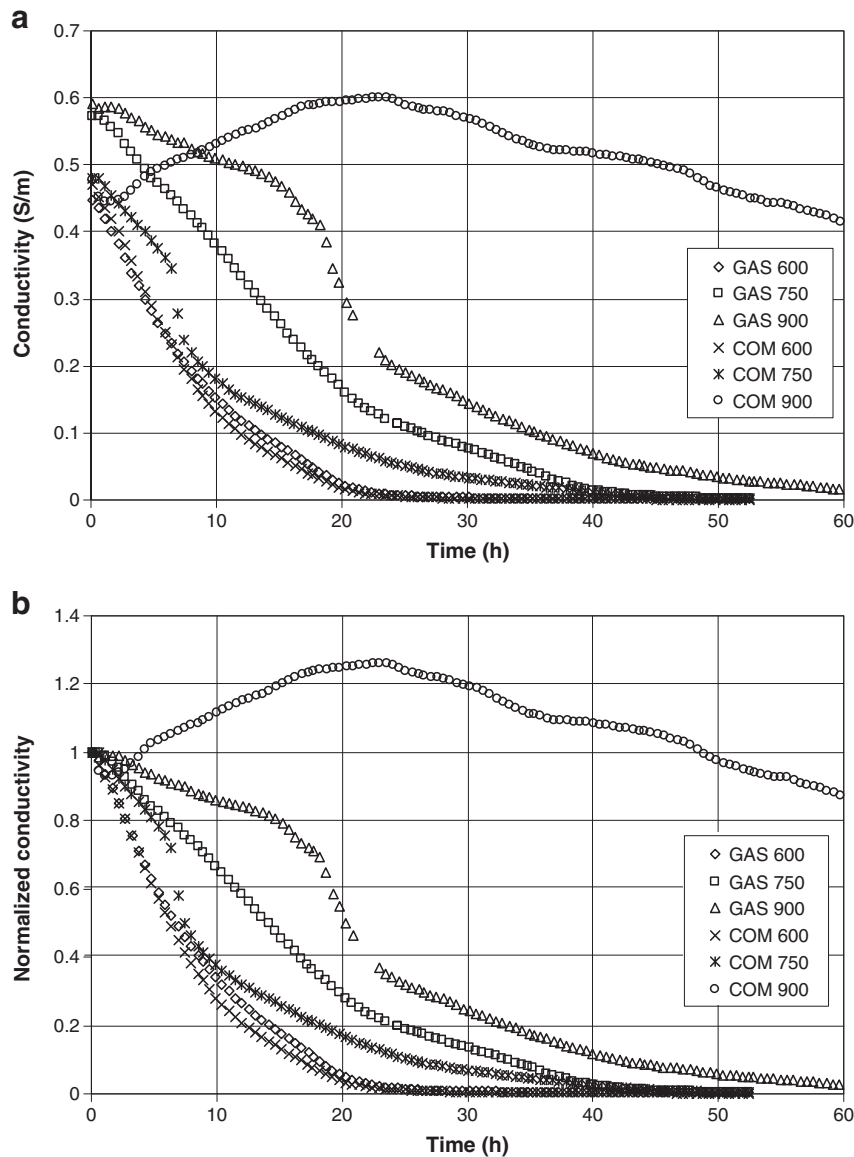 a
Conductivity (S/m)
0.7
0.6
0.5
0.4
0.3
0.2
0.1
0
0 10 20 30 40 50 60
Time (h)
GAS 600
GAS 750
GAS 900
COM 600
COM 750
COM 900
b
Normalized conductivity
1.4
1.2
1
0.8
0.6
0.4
0.2
0
0 10 20 30 40 50 60
Time (h)
GAS 600
GAS 750
GAS 900
COM 600
COM 750
COM 900